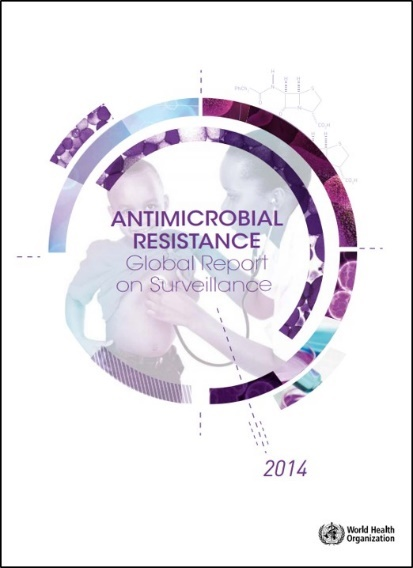 ANTIMICROBIAL
RESISTANCE
Global Report
on Surveillance
2014
World Health
Organization